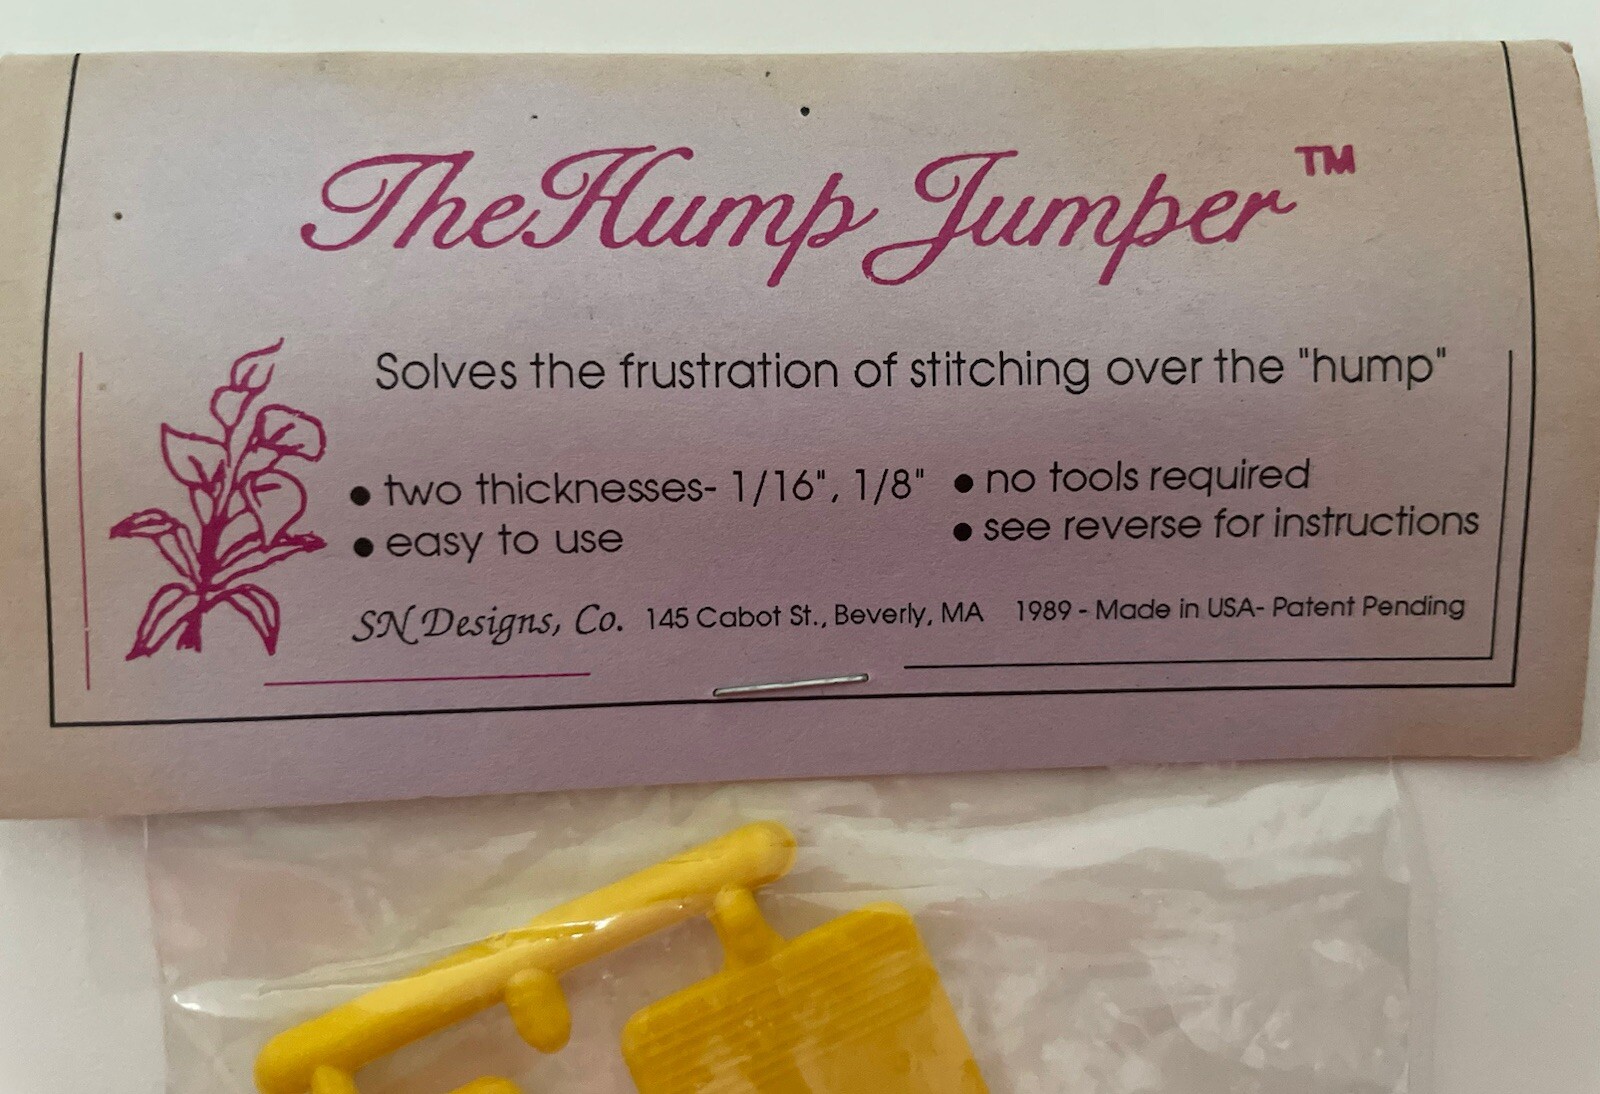 The Hump Jumper™
Solves the frustration of stitching over the "hump"
● two thicknesses- 1/16", 1/8"
● easy to use
● no tools required
● see reverse for instructions
SN Designs, Co. 145 Cabot St., Beverly, MA 1989 - Made in USA- Patent Pending